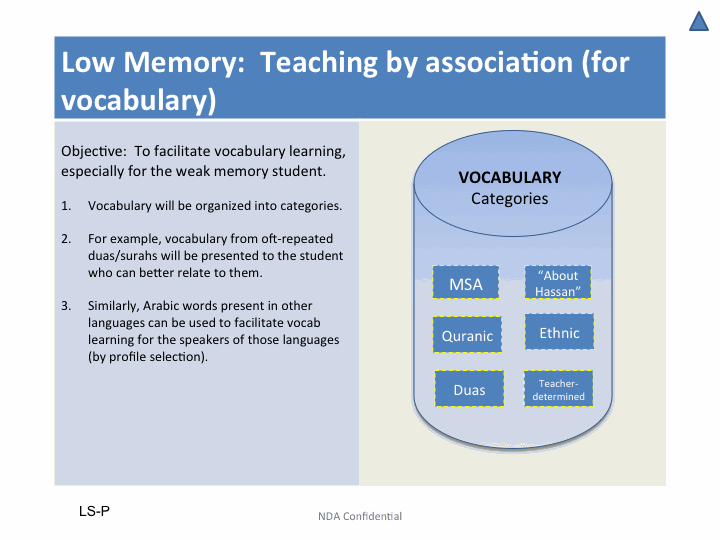 Low Memory:  Teaching by association (for
vocabulary)
Objective:  To facilitate vocabulary learning,
especially for the weak memory student.
1. Vocabulary will be organized into categories.
2. For example, vocabulary from oft-repeated
duas/surahs will be presented to the student
who can better relate to them.
3. Similarly, Arabic words present in other
languages can be used to facilitate vocab
learning for the speakers of those languages
(by profile selection).
VOCABULARY
Categories
MSA
“About
Hassan”
Quranic
Ethnic
Duas
Teacher-
determined
LS-P
NDA Confidential